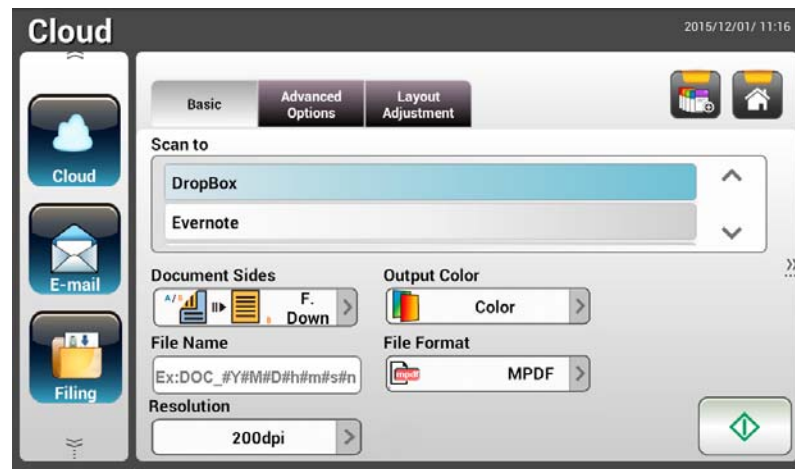 Cloud
2015/12/01/ 11:16
Basic
Advanced
Options
Layout
Adjustment
Scan to
Cloud
DropBox
Evernote
E-mail
Document Sides
Output Color
A/B
F.
Down
Color
File Name
File Format
Ex:DOC_#Y#M#D#h#m#s#n
mpdf
MPDF
Filing
Resolution
200dpi